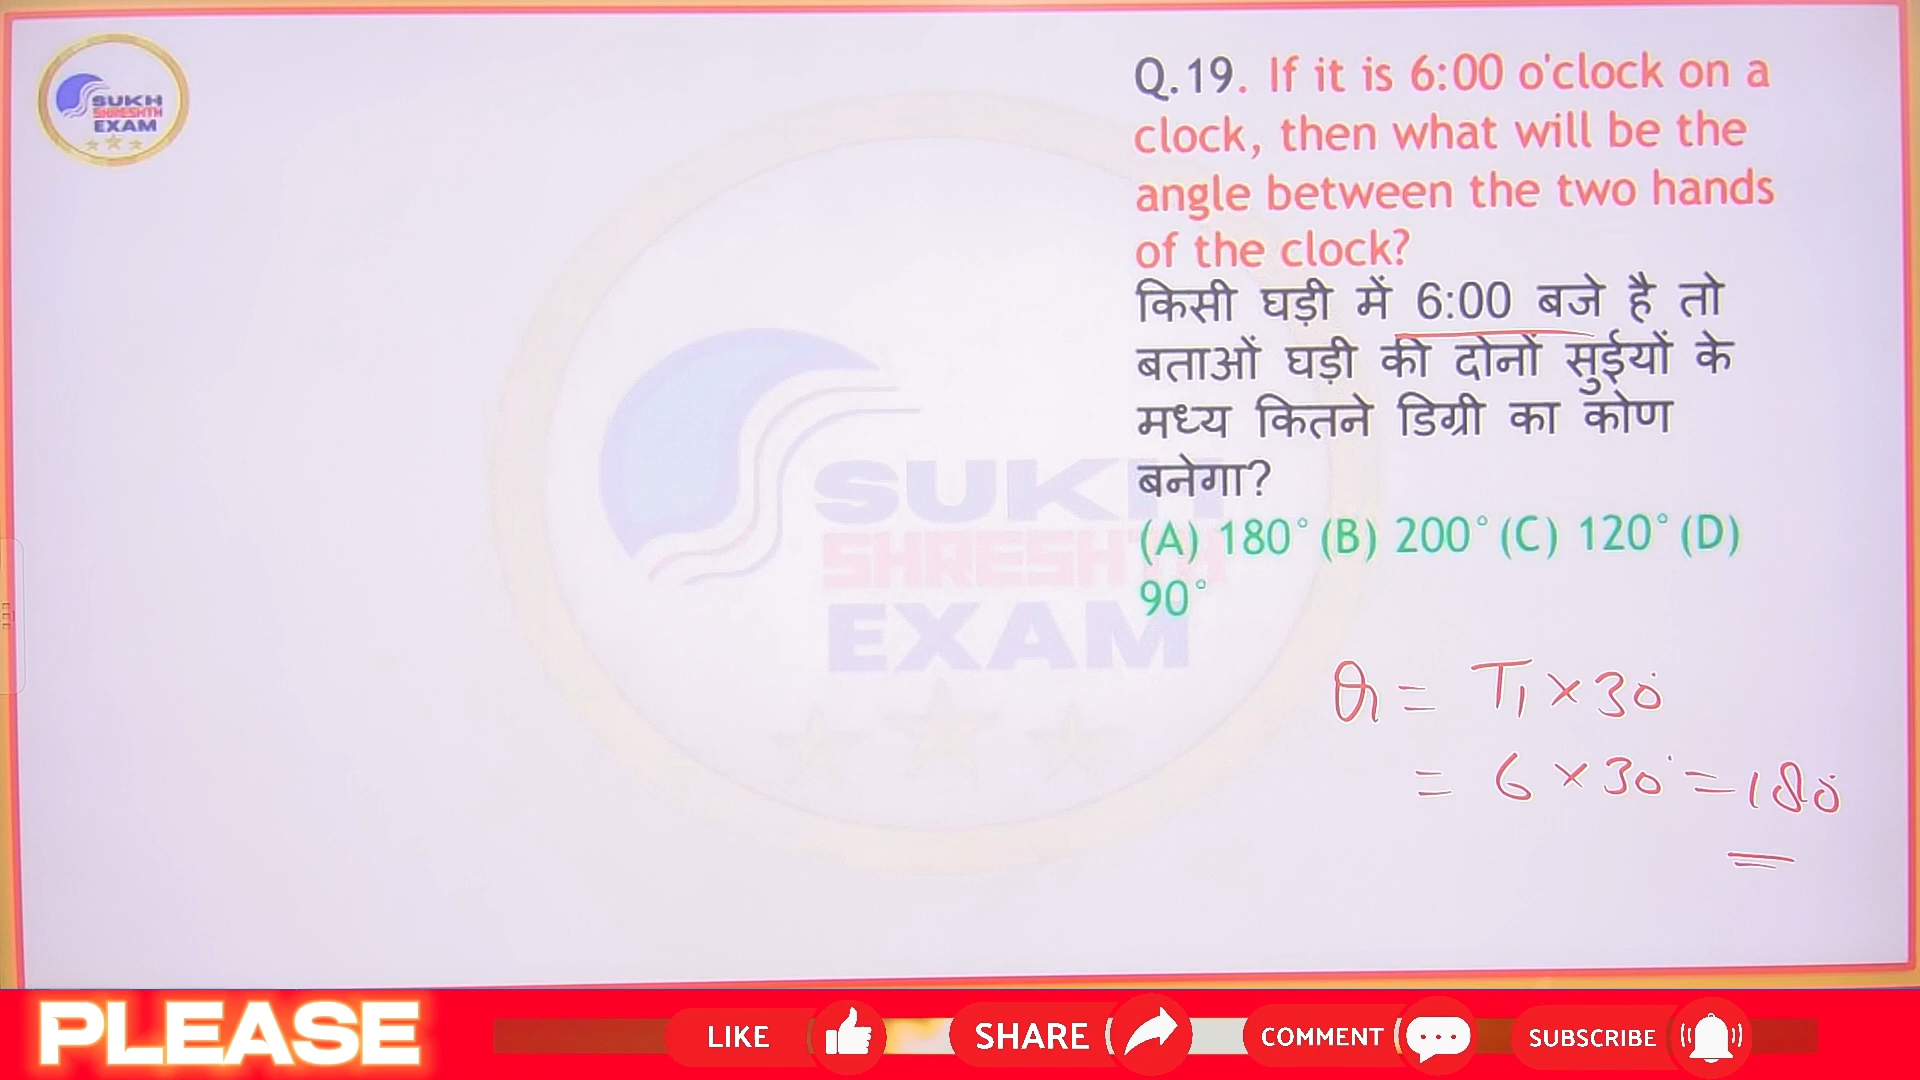 SUKH
SHRESHTH
EXAM
Q.19. If it is 6:00 o'clock on a
clock, then what will be the
angle between the two hands
of the clock?
किसी घड़ी में 6:00 बजे है तो
बताओं घड़ी की दोनों सुईयों के
मध्य कितने डिग्री का कोण
बनेगा?
(A) 180° (B) 200° (C) 120° (D)
90°
SUKH
SHRESHTH
EXAM
= T₁ × 30°
= 6 × 30° = 180°
PLEASE
LIKE
SHARE
COMMENT
SUBSCRIBE